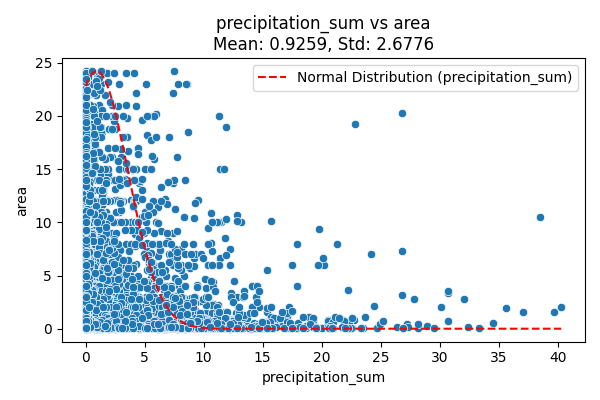 precipitation_sum vs area
Mean: 0.9259, Std: 2.6776
Normal Distribution (precipitation_sum)
25
20
15
10
5
0
area
0 5 10 15 20 25 30 35 40
precipitation_sum